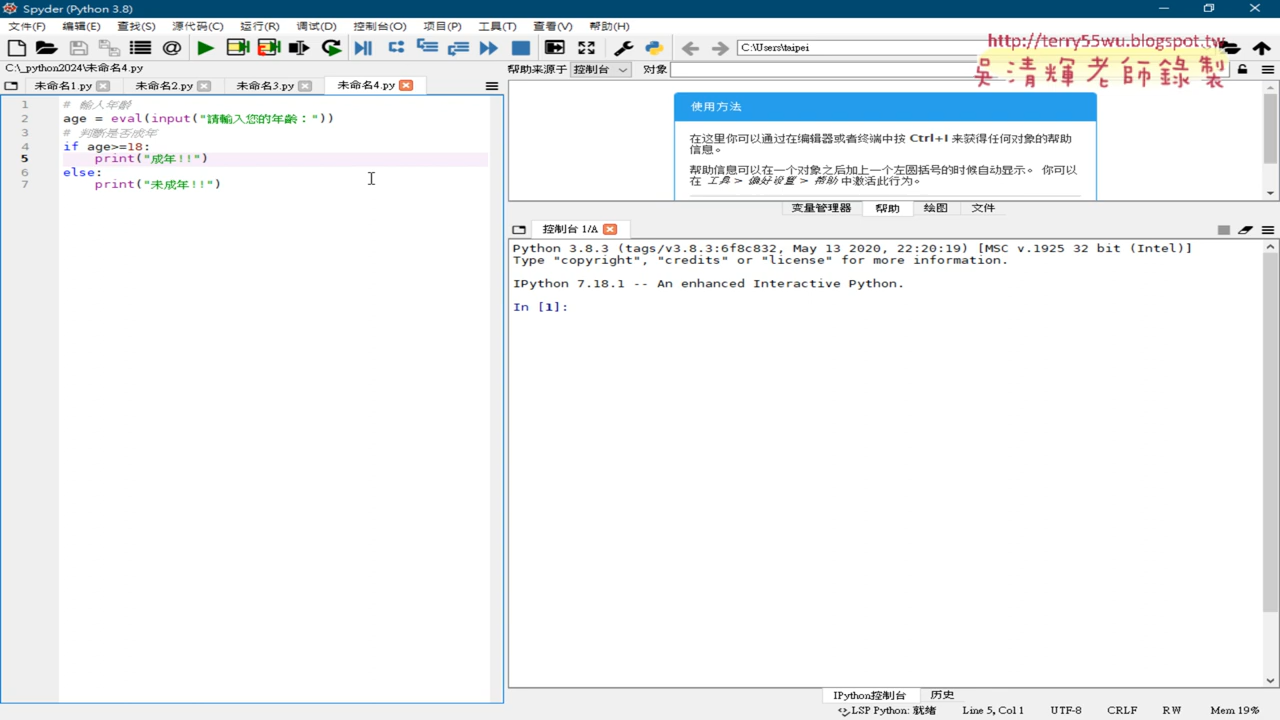 Spyder (Python 3.8)
文件(F) 编辑(E) 查找(S) 源代码(C) 运行(R) 调试(D) 控制台(O) 项目(P) 工具(T) 查看(V) 帮助(H)
C:\Users\taipei
http://terry55wu.blogspot.tw
吳清輝老師錄製
C:\_python2024\未命名4.py
帮助来源于 控制台 对象
未命名1.py 未命名2.py 未命名3.py 未命名4.py
1 # 輸入年齡
2 age = eval(input("請輸入您的年齡："))
3 # 判斷是否成年
4 if age>=18:
5 print("成年!!")
6 else:
7 print("未成年!!")
使用方法
在这里你可以通过在编辑器或者终端中按 Ctrl+I 来获得任何对象的帮助
信息。
帮助信息可以在一个对象之后加上一个左圆括号的时候自动显示。 你可以
在 工具 > 偏好设置 > 帮助 中激活此行为。
变量管理器 帮助 绘图 文件
控制台 1/A
Python 3.8.3 (tags/v3.8.3:6f8c832, May 13 2020, 22:20:19) [MSC v.1925 32 bit (Intel)]
Type "copyright", "credits" or "license" for more information.
IPython 7.18.1 -- An enhanced Interactive Python.
In [1]:
IPython控制台 历史
LSP Python: 就绪 Line 5, Col 1 UTF-8 CRLF RW Mem 19%